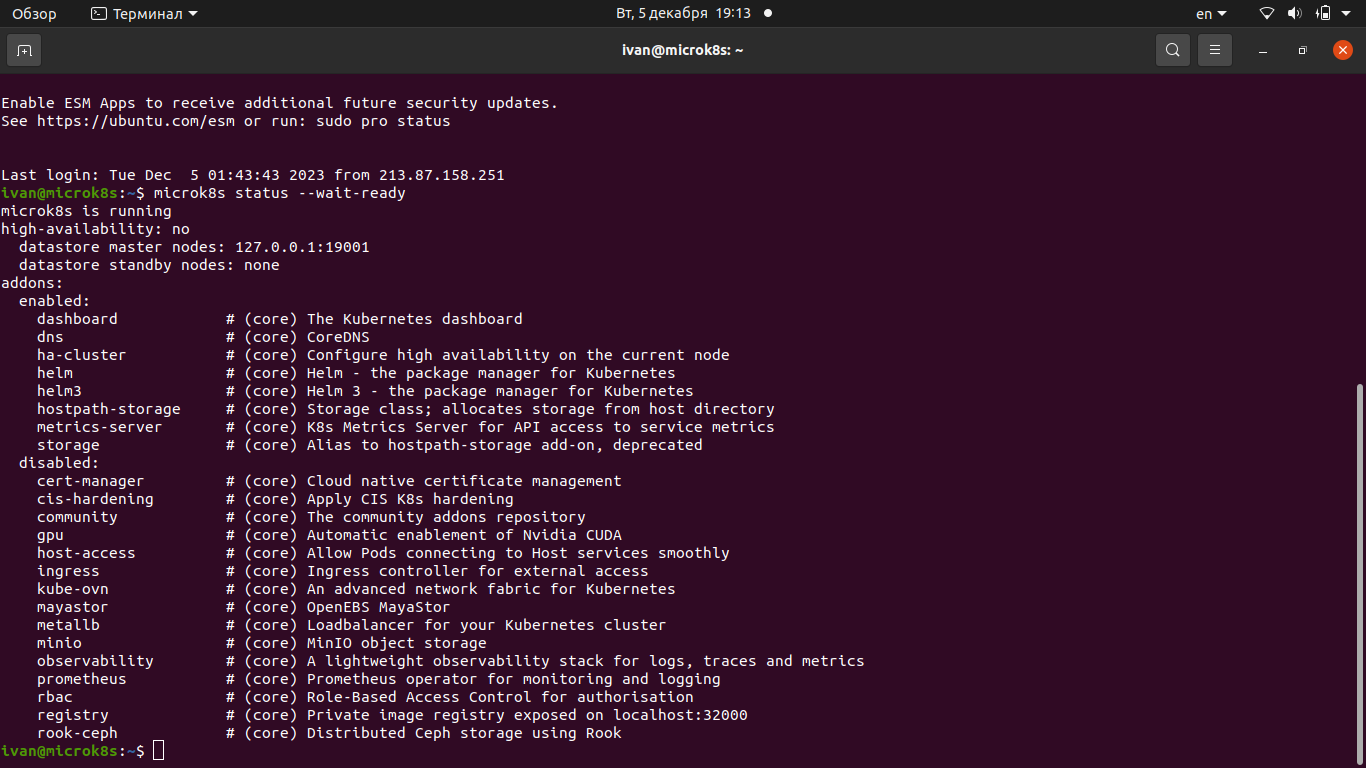 Обзор Терминал Вт, 5 декабря 19:13 en
ivan@microk8s: ~
Enable ESM Apps to receive additional future security updates.
See https://ubuntu.com/esm or run: sudo pro status
Last login: Tue Dec  5 01:43:43 2023 from 213.87.158.251
ivan@microk8s:~$ microk8s status --wait-ready
microk8s is running
high-availability: no
  datastore master nodes: 127.0.0.1:19001
  datastore standby nodes: none
addons:
  enabled:
    dashboard            # (core) The Kubernetes dashboard
    dns                  # (core) CoreDNS
    ha-cluster           # (core) Configure high availability on the current node
    helm                 # (core) Helm - the package manager for Kubernetes
    helm3                # (core) Helm 3 - the package manager for Kubernetes
    hostpath-storage     # (core) Storage class; allocates storage from host directory
    metrics-server       # (core) K8s Metrics Server for API access to service metrics
    storage              # (core) Alias to hostpath-storage add-on, deprecated
  disabled:
    cert-manager         # (core) Cloud native certificate management
    cis-hardening        # (core) Apply CIS K8s hardening
    community            # (core) The community addons repository
    gpu                  # (core) Automatic enablement of Nvidia CUDA
    host-access          # (core) Allow Pods connecting to Host services smoothly
    ingress              # (core) Ingress controller for external access
    kube-ovn             # (core) An advanced network fabric for Kubernetes
    mayastor             # (core) OpenEBS MayaStor
    metallb              # (core) Loadbalancer for your Kubernetes cluster
    minio                # (core) MinIO object storage
    observability        # (core) A lightweight observability stack for logs, traces and metrics
    prometheus           # (core) Prometheus operator for monitoring and logging
    rbac                 # (core) Role-Based Access Control for authorisation
    registry             # (core) Private image registry exposed on localhost:32000
    rook-ceph            # (core) Distributed Ceph storage using Rook
ivan@microk8s:~$